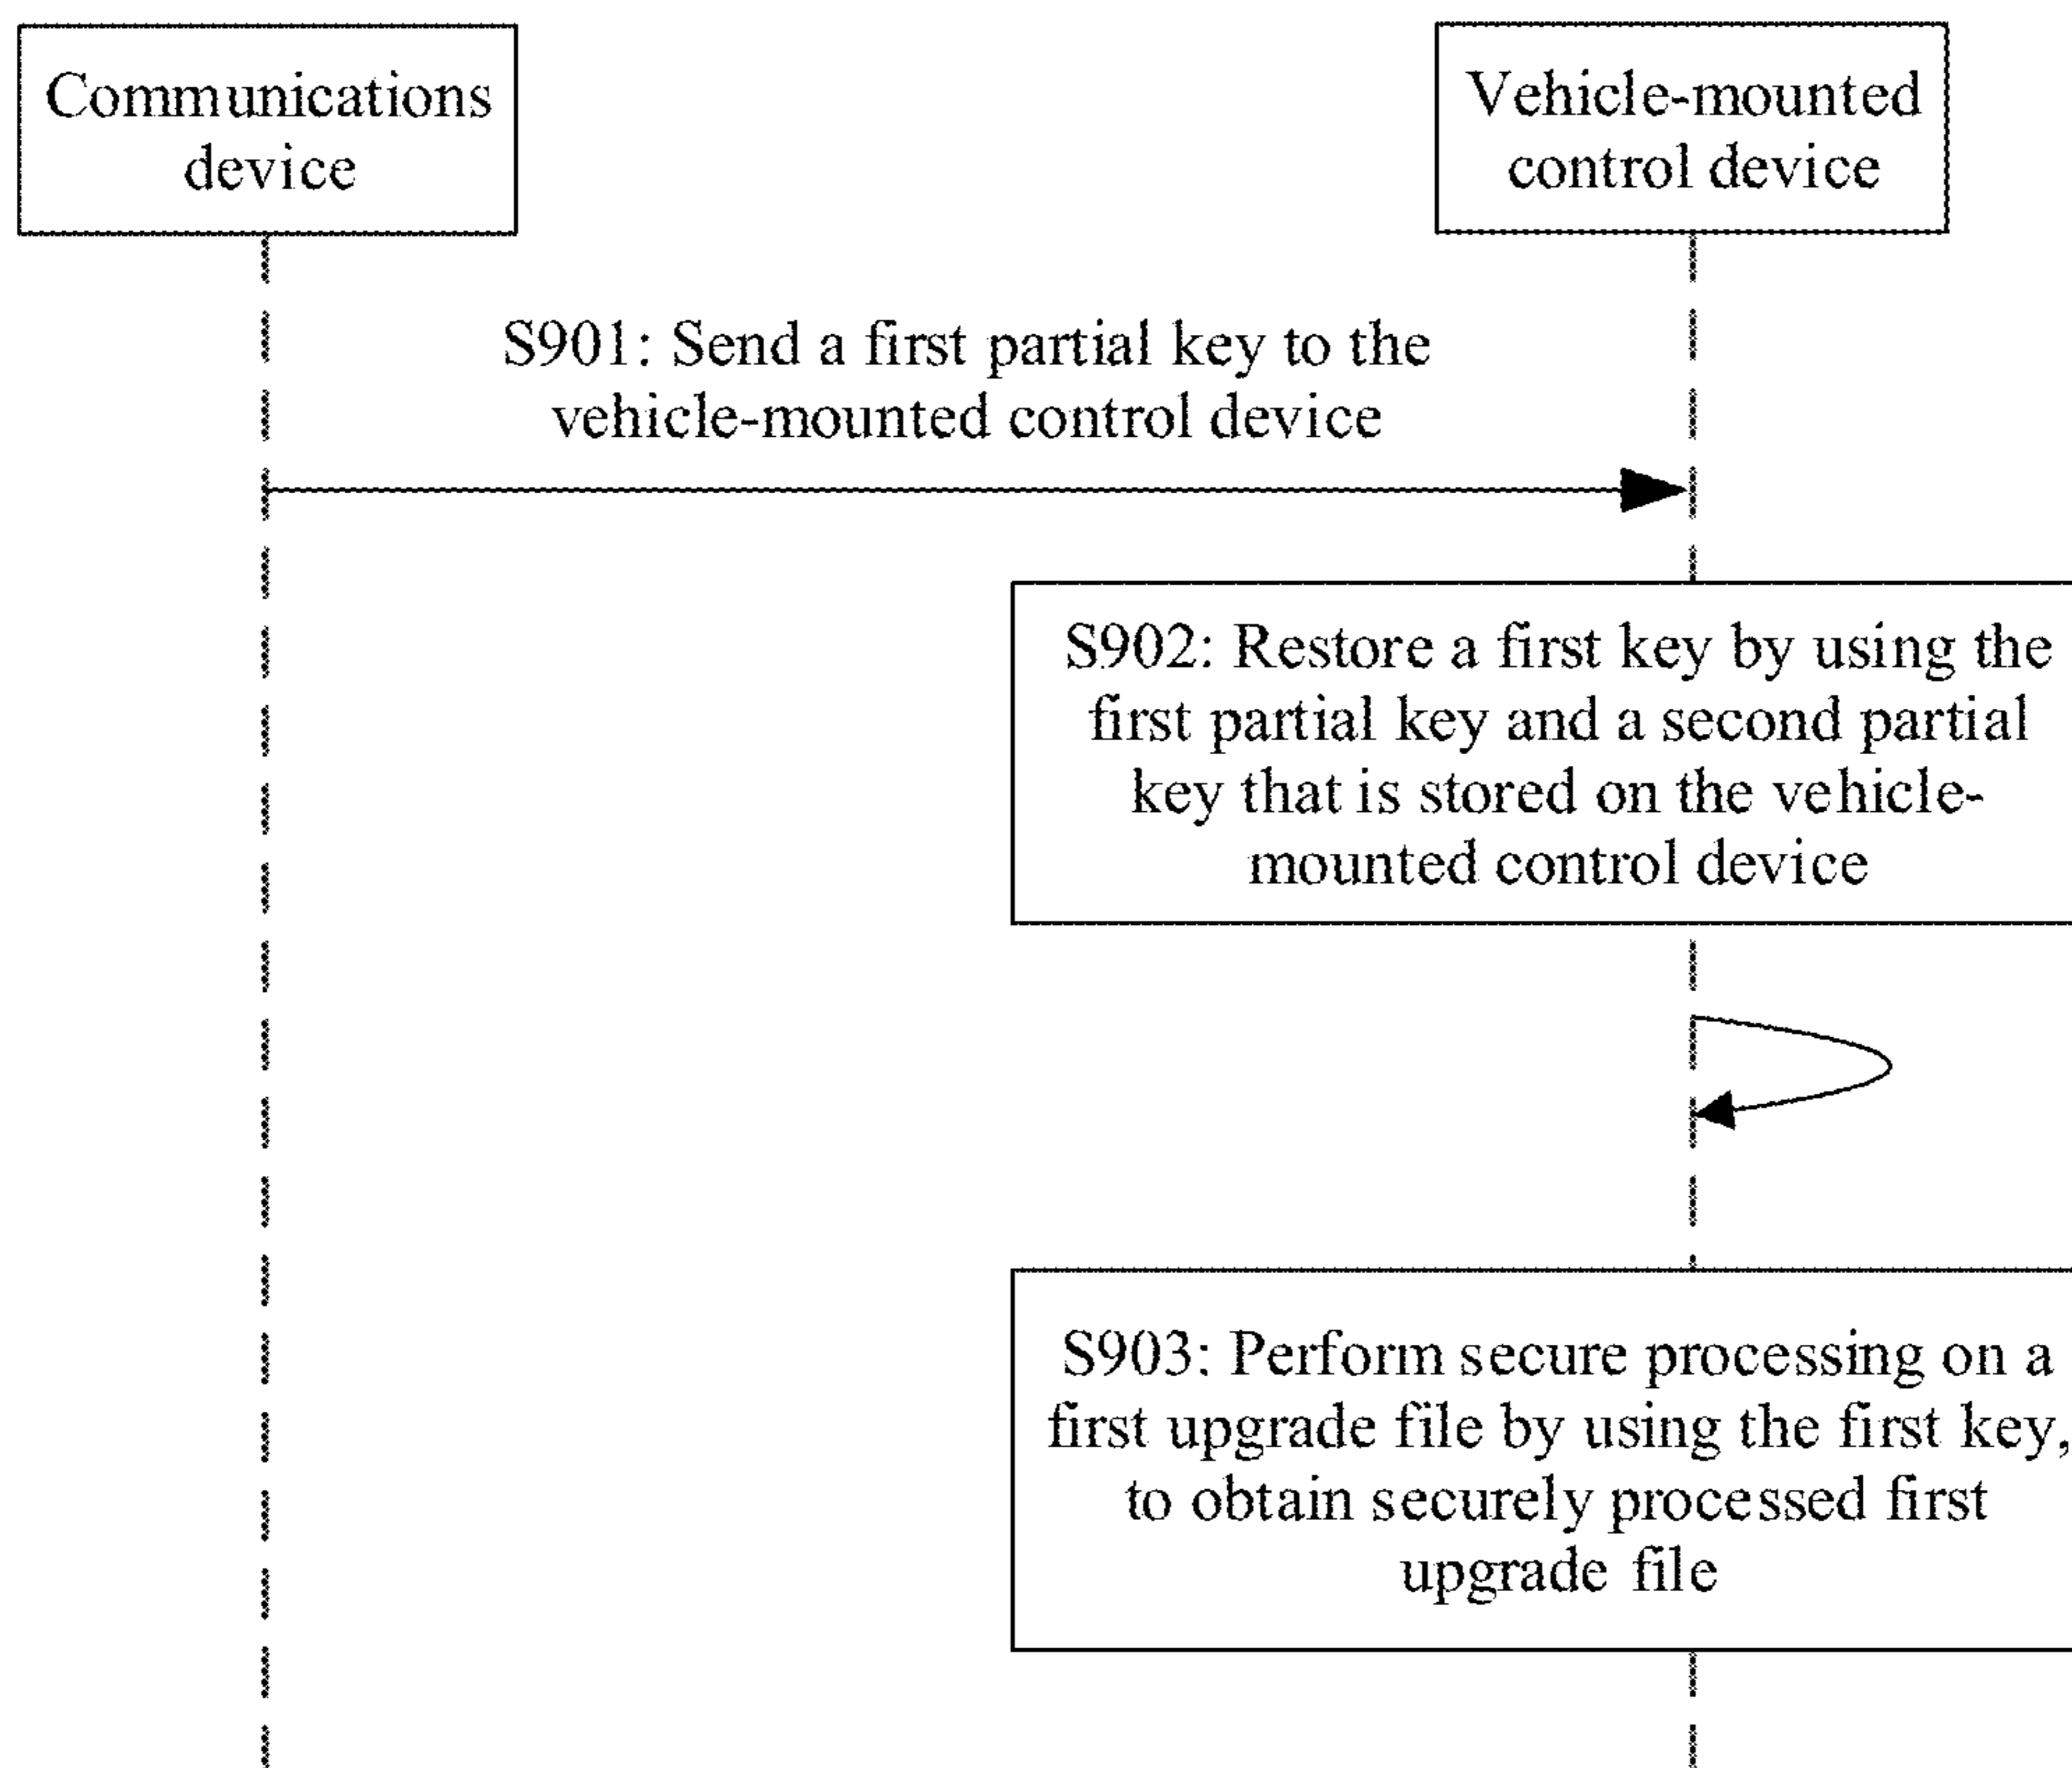 Communications
device
Vehicle-mounted
control device
S901: Send a first partial key to the
vehicle-mounted control device
S902: Restore a first key by using the
first partial key and a second partial
key that is stored on the vehicle-
mounted control device
S903: Perform secure processing on a
first upgrade file by using the first key,
to obtain securely processed first
upgrade file